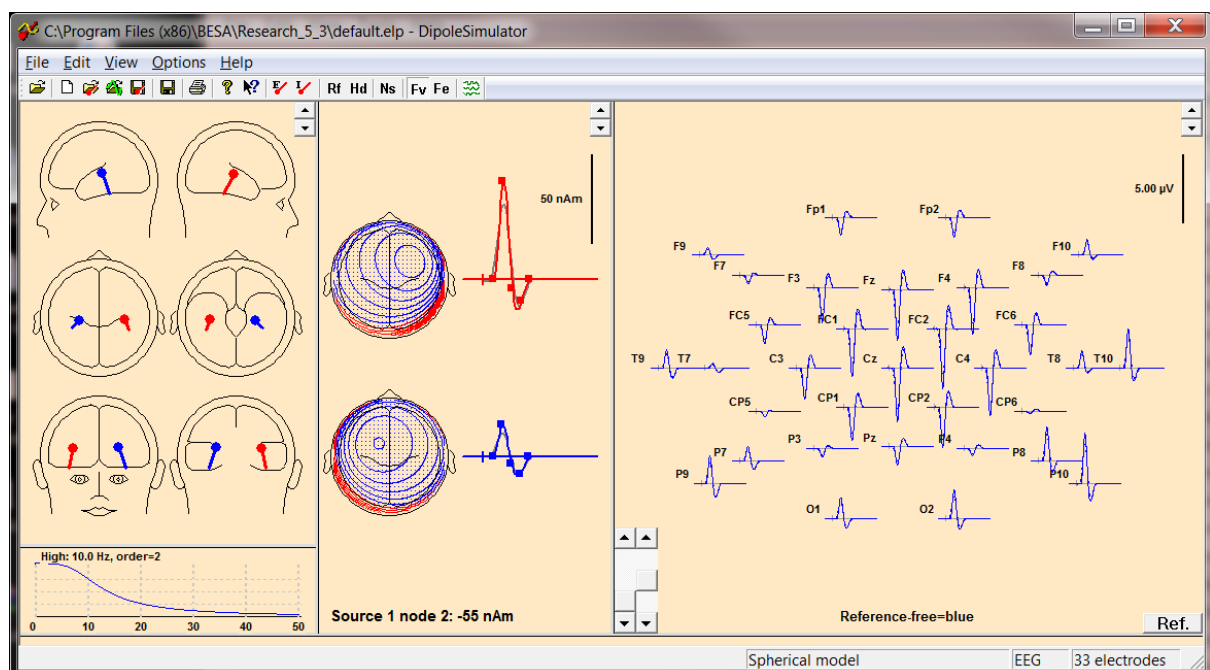 C:\Program Files (x86)\BESA\Research_5_3\default.elp - DipoleSimulator
File Edit View Options Help
Rf Hd Ns Fv Fe
50 nAm
5.00 µV
Fp1 Fp2
F9 F10
F7 F3 Fz F4 F8
FC5 FC1 FC2 FC6
T9 T7 C3 Cz C4 T8 T10
CP5 CP1 CP2 CP6
P7 P3 Pz P4 P8
P9 P10
O1 O2
High: 10.0 Hz, order=2
0 10 20 30 40 50
Source 1 node 2: -55 nAm
Reference-free=blue
Ref.
Spherical model EEG 33 electrodes